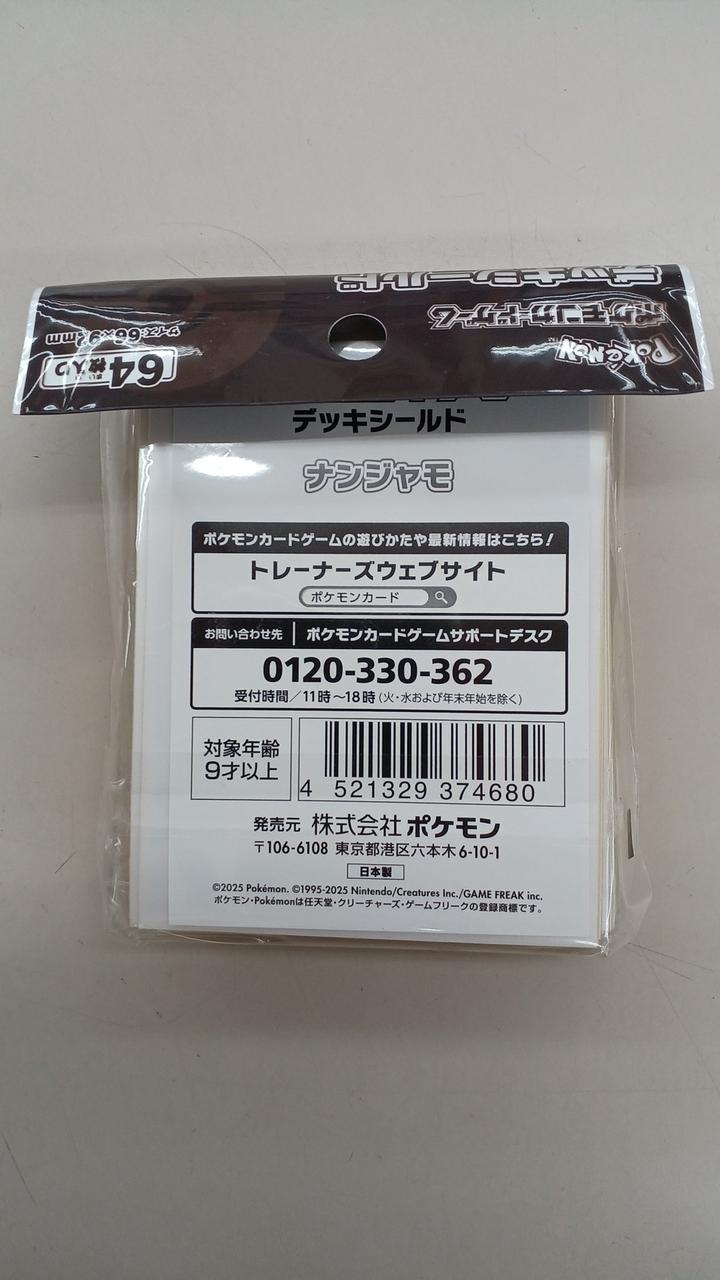 デッキシールド
ポケモンカードゲーム
Pokémon
64枚入り
サイズ:66×92mm
デッキシールド
ナンジャモ
ポケモンカードゲームの遊びかたや最新情報はこちら!
トレーナーズウェブサイト
ポケモンカード
お問い合わせ先 ポケモンカードゲームサポートデスク
0120-330-362
受付時間/11時~18時(火・水および年末年始を除く)
対象年齢
9才以上
4 521329 374680
発売元 株式会社ポケモン
〒106-6108 東京都港区六本木6-10-1
日本製
©2025 Pokémon. ©1995-2025 Nintendo/Creatures Inc./GAME FREAK inc.
ポケモン・Pokémonは任天堂・クリーチャーズ・ゲームフリークの登録商標です。